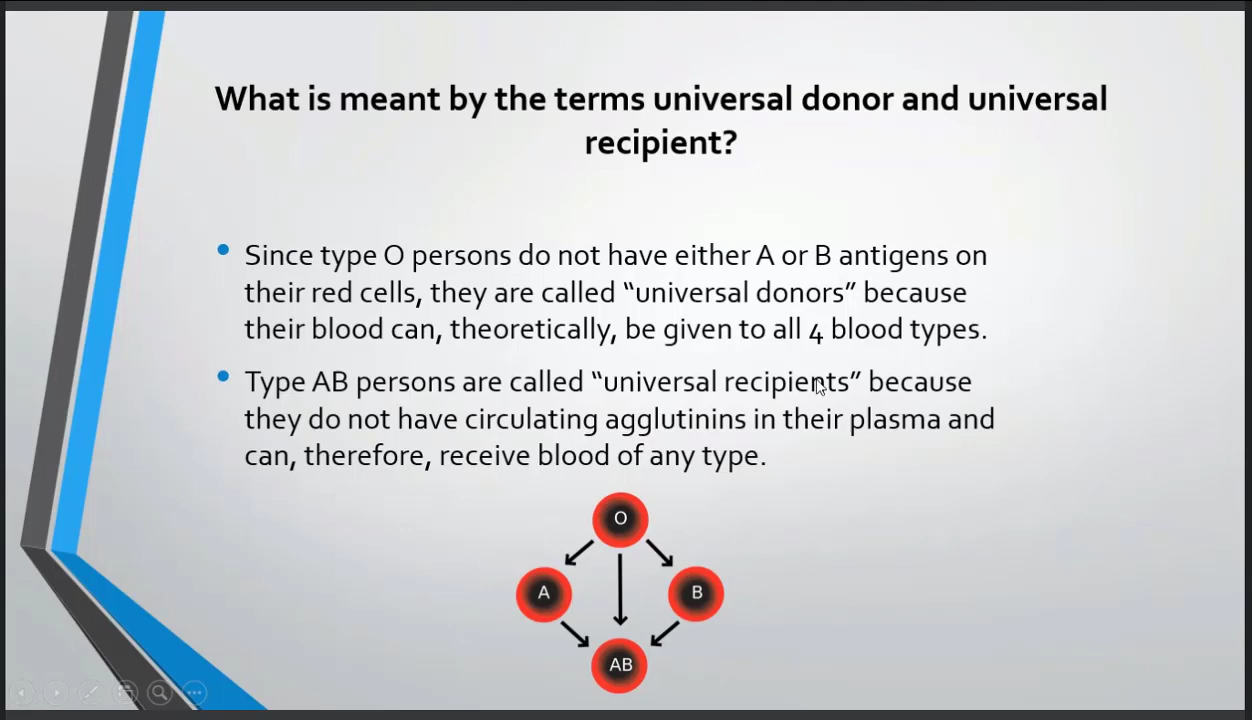 What is meant by the terms universal donor and universal
recipient?
• Since type O persons do not have either A or B antigens on
their red cells, they are called “universal donors” because
their blood can, theoretically, be given to all 4 blood types.
• Type AB persons are called “universal recipients” because
they do not have circulating agglutinins in their plasma and
can, therefore, receive blood of any type.
O
A
B
AB